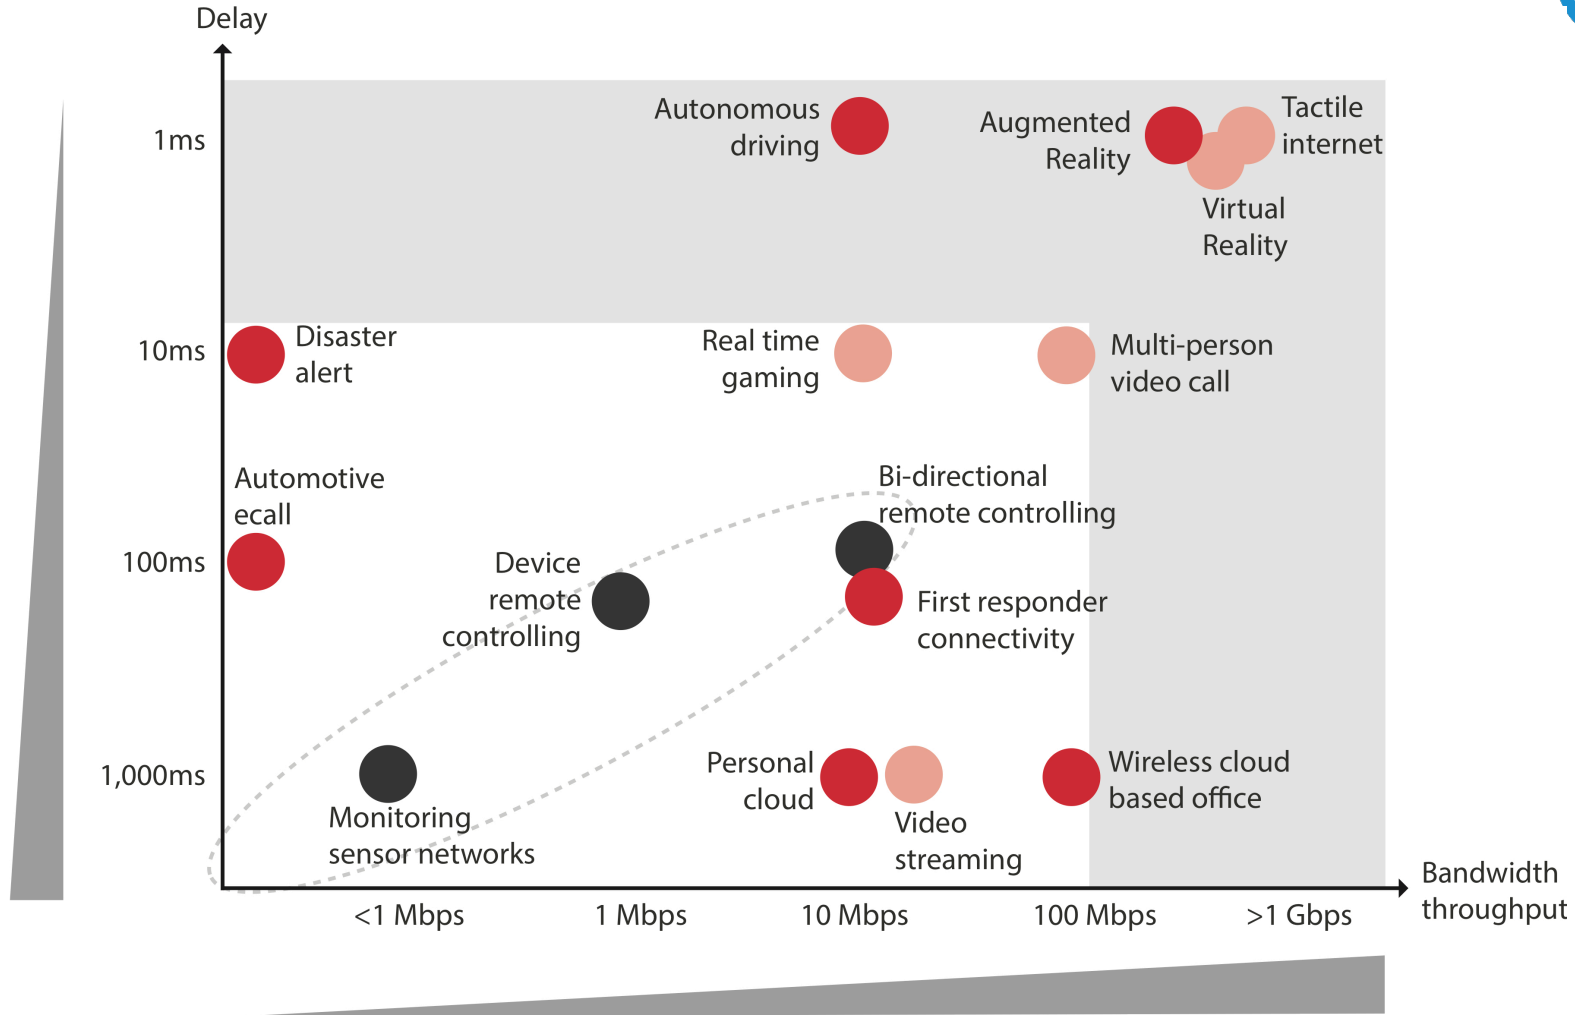 Delay
Autonomous
driving
Augmented
Reality
Tactile
internet
1ms
Virtual
Reality
10ms
Disaster
alert
Real time
gaming
Multi-person
video call
Automotive
ecall
Bi-directional
remote controlling
100ms
Device
remote
controlling
First responder
connectivity
1,000ms
Personal
cloud
Wireless cloud
based office
Monitoring
sensor networks
Video
streaming
Bandwidth
throughput
<1 Mbps
1 Mbps
10 Mbps
100 Mbps
>1 Gbps